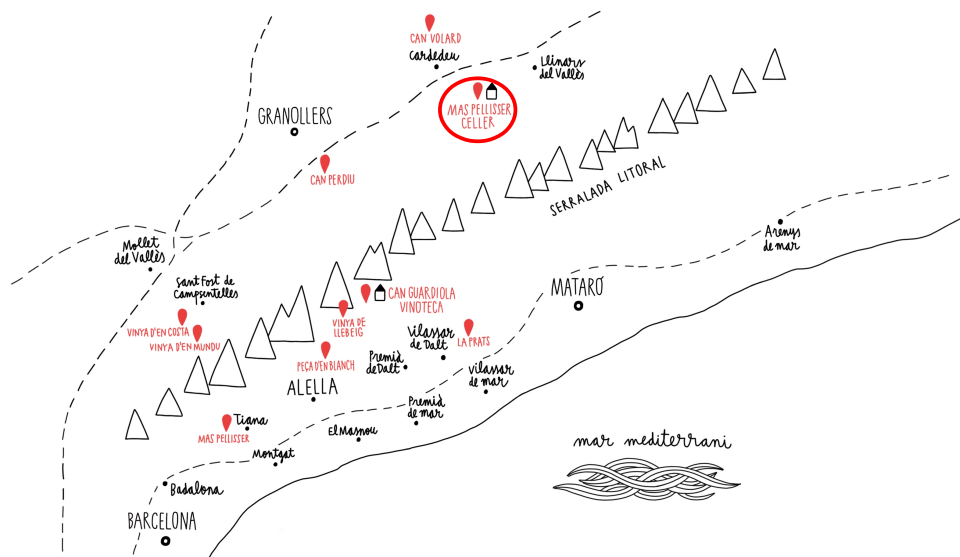 CAN VOLARD
Cardedeu
Llinars
del Vallès
MAS PELLISSER
CELLER
GRANOLLERS
CAN PERDIU
SERRALADA LITORAL
Arenys
de mar
Mollet
del Vallès
Sant Fost de
Campsentelles
MATARÓ
CAN GUARDIOLA
VINOTECA
VINYA D'EN COSTA
VINYA D'EN MUNDU
VINYA DE
LLEBEIG
Vilassar
de Dalt
LA PRATS
PEÇA D'EN BLANCH
Premià
de Dalt
Vilassar
de mar
ALELLA
Premià
de mar
Tiana
MAS PELLISSER
El Masnou
Montgat
mar mediterrani
Badalona
BARCELONA